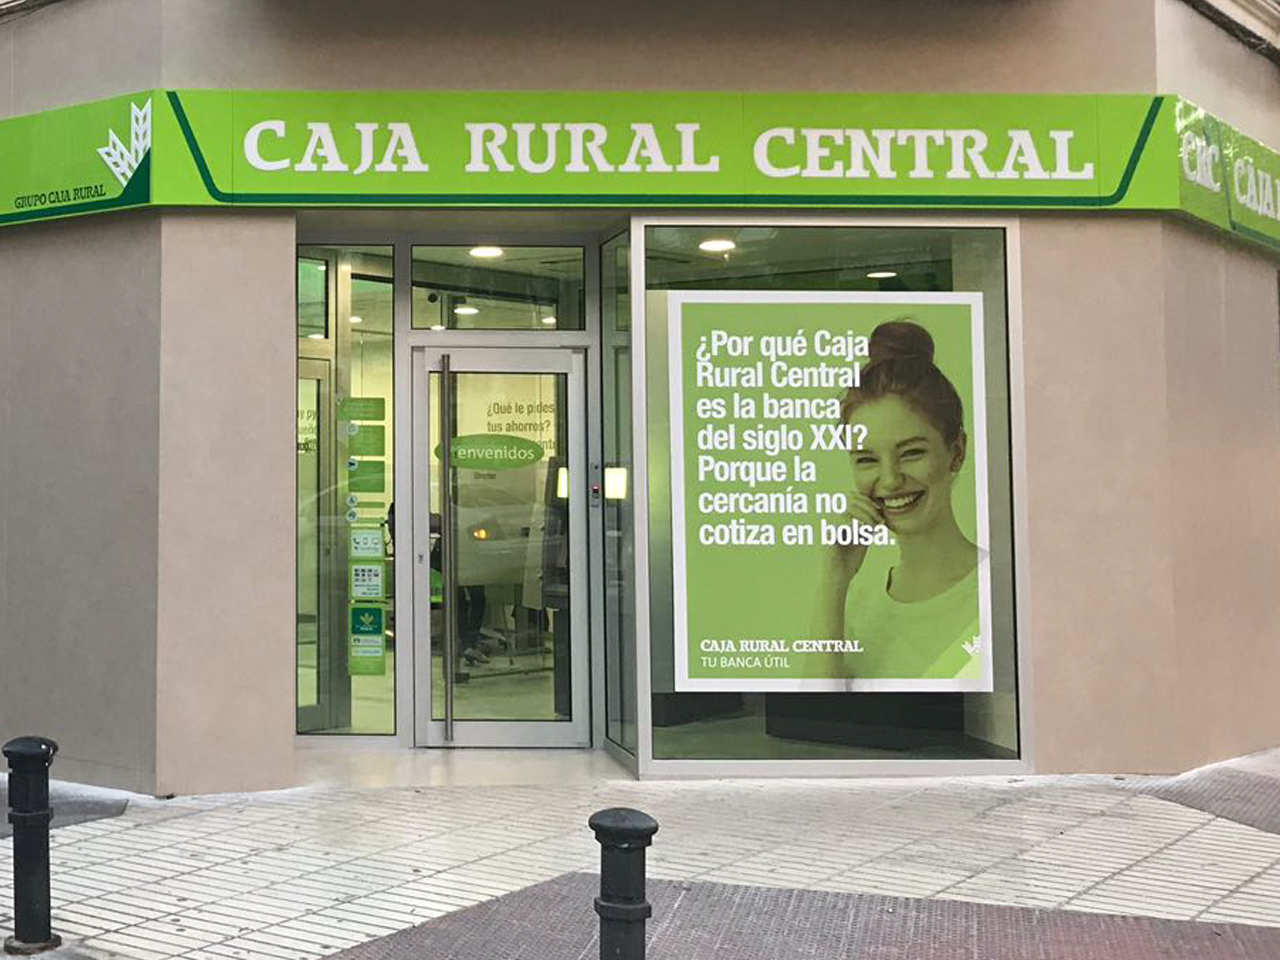 GRUPO CAJA RURAL
CAJA RURAL CENTRAL
CRC CAJA
¿Por qué Caja
Rural Central
es la banca
del siglo XXI?
Porque la
cercanía no
cotiza en bolsa.
CAJA RURAL CENTRAL
TU BANCA ÚTIL
¿Qué le pides
tus ahorros?
envenidos